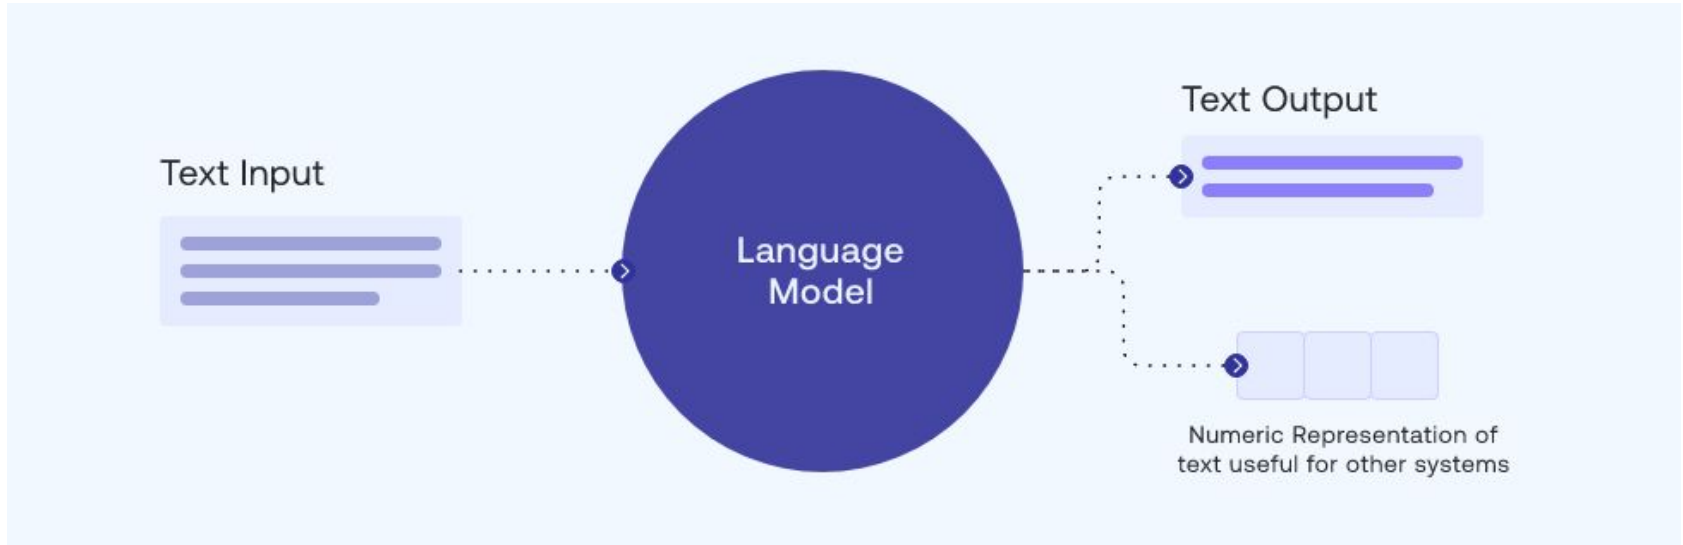 Text Input
Language
Model
Text Output
Numeric Representation of
text useful for other systems